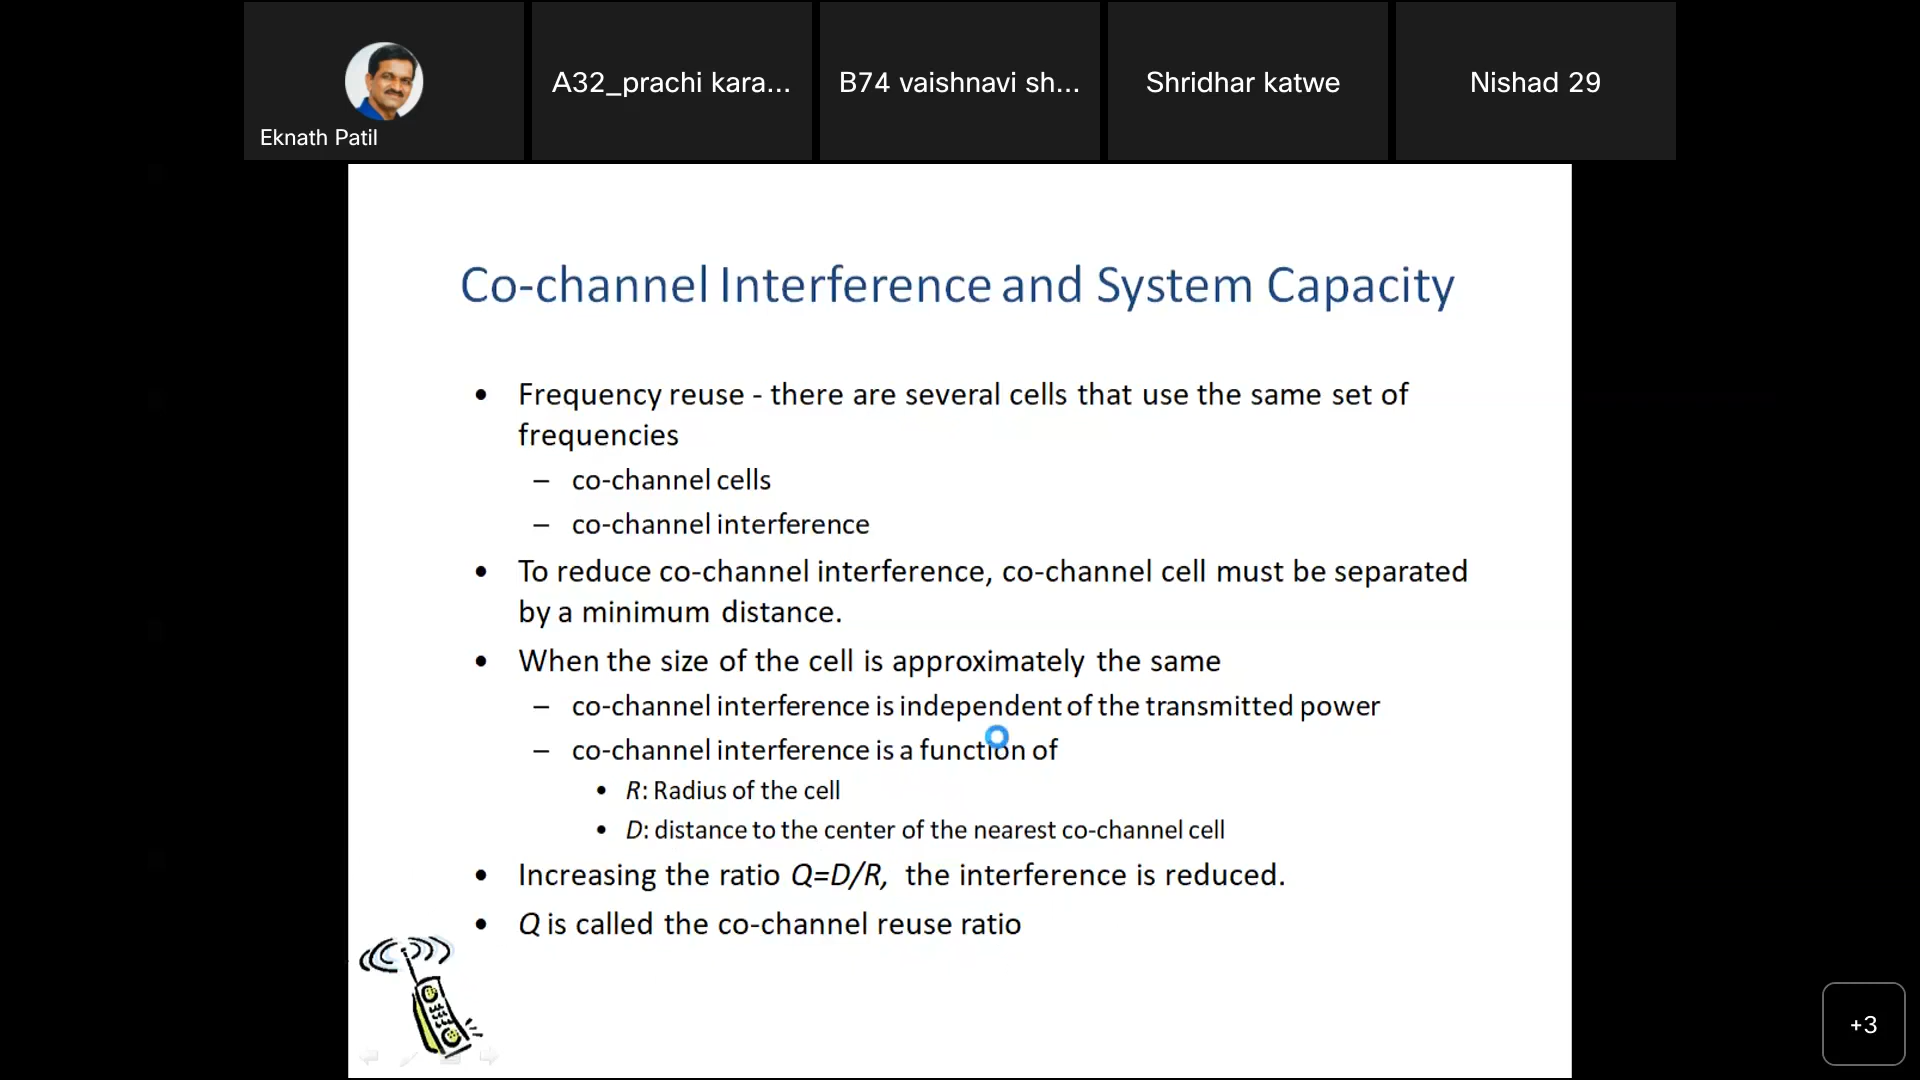 A32_prachi kara...
B74 vaishnavi sh...
Shridhar katwe
Nishad 29
Eknath Patil
Co-channel Interference and System Capacity
• Frequency reuse - there are several cells that use the same set of
frequencies
– co-channel cells
– co-channel interference
• To reduce co-channel interference, co-channel cell must be separated
by a minimum distance.
• When the size of the cell is approximately the same
– co-channel interference is independent of the transmitted power
– co-channel interference is a function of
• R: Radius of the cell
• D: distance to the center of the nearest co-channel cell
• Increasing the ratio Q=D/R, the interference is reduced.
• Q is called the co-channel reuse ratio
+3